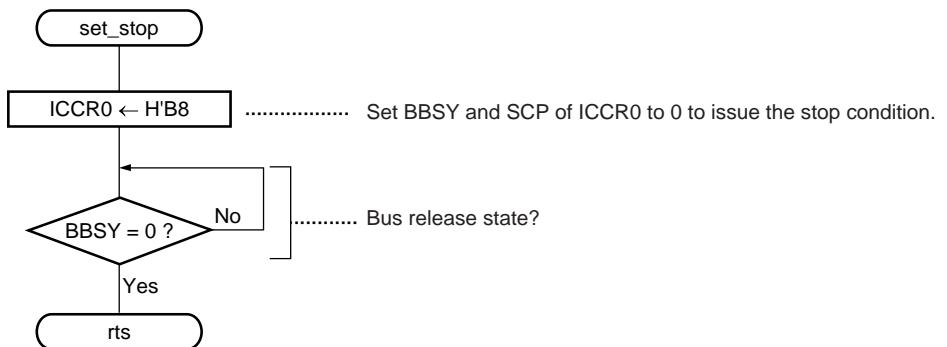 set_stop
ICCR0 ← H'B8
.................. Set BBSY and SCP of ICCR0 to 0 to issue the stop condition.
No
BBSY = 0 ?
............ Bus release state?
Yes
rts